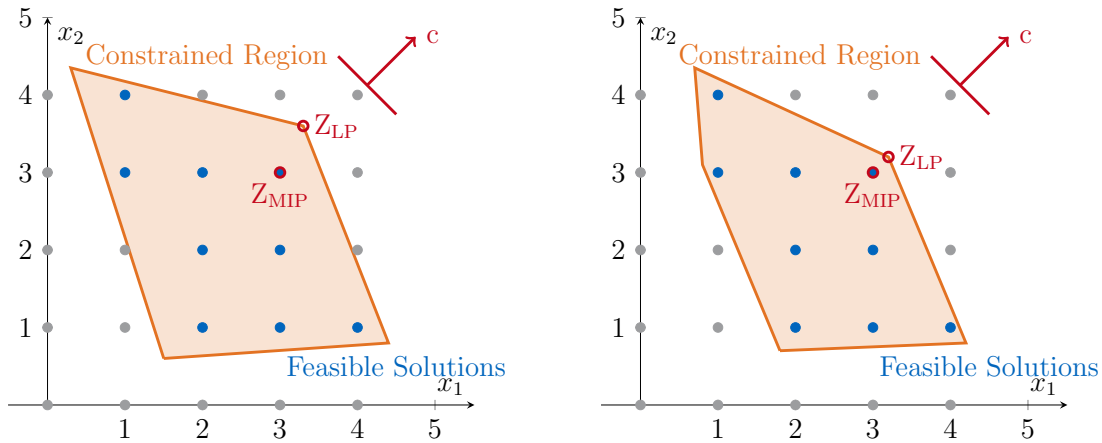 5
x₂
c
Constrained Region
4
Z_LP
3
Z_MIP
2
1
Feasible Solutions
x₁
1 2 3 4 5
5
x₂
c
Constrained Region
4
Z_LP
3
Z_MIP
2
1
Feasible Solutions
x₁
1 2 3 4 5